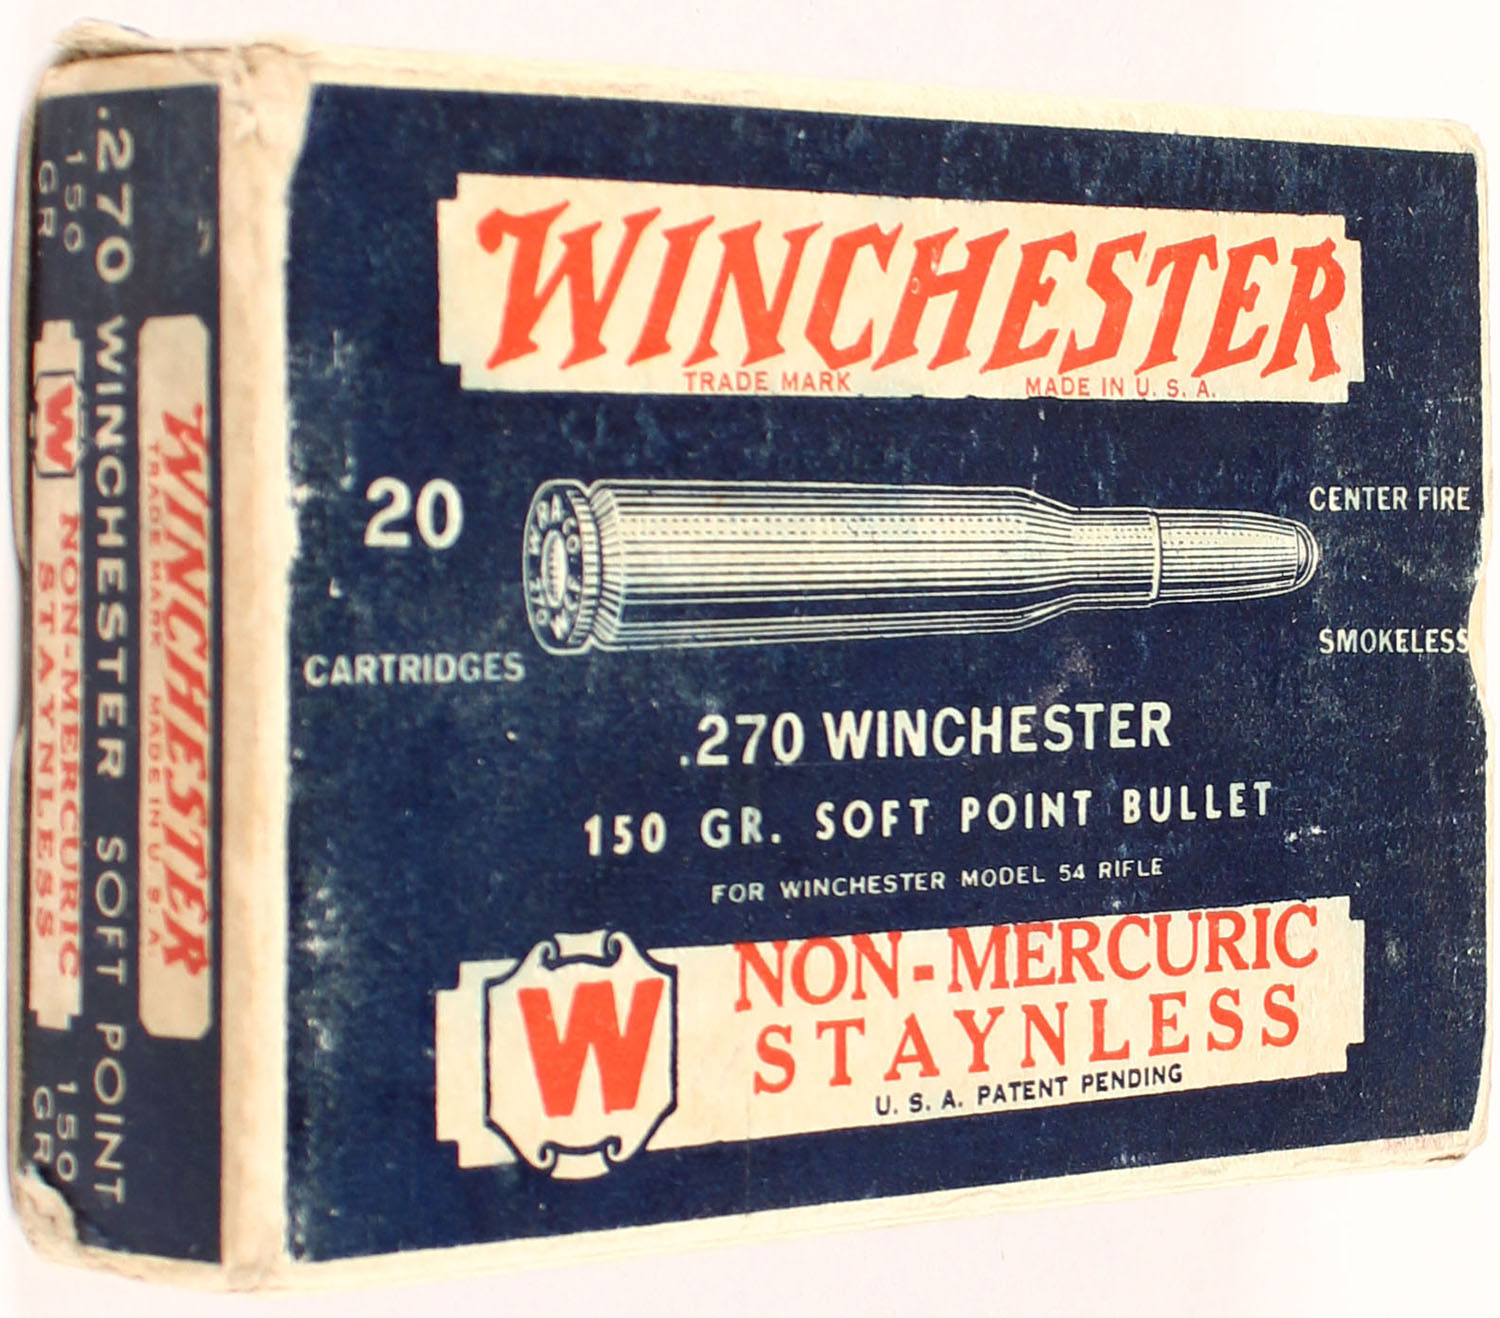 WINCHESTER
TRADE MARK MADE IN U. S. A.
20
CARTRIDGES
CENTER FIRE
SMOKELESS
.270 WINCHESTER
150 GR. SOFT POINT BULLET
FOR WINCHESTER MODEL 54 RIFLE
W
NON-MERCURIC
STAYNLESS
U. S. A. PATENT PENDING
WINCHESTER
TRADE MARK MADE IN U. S. A.
.270 WINCHESTER SOFT POINT
150
GR
W
NON-MERCURIC
STAYNLESS
150
GR
270